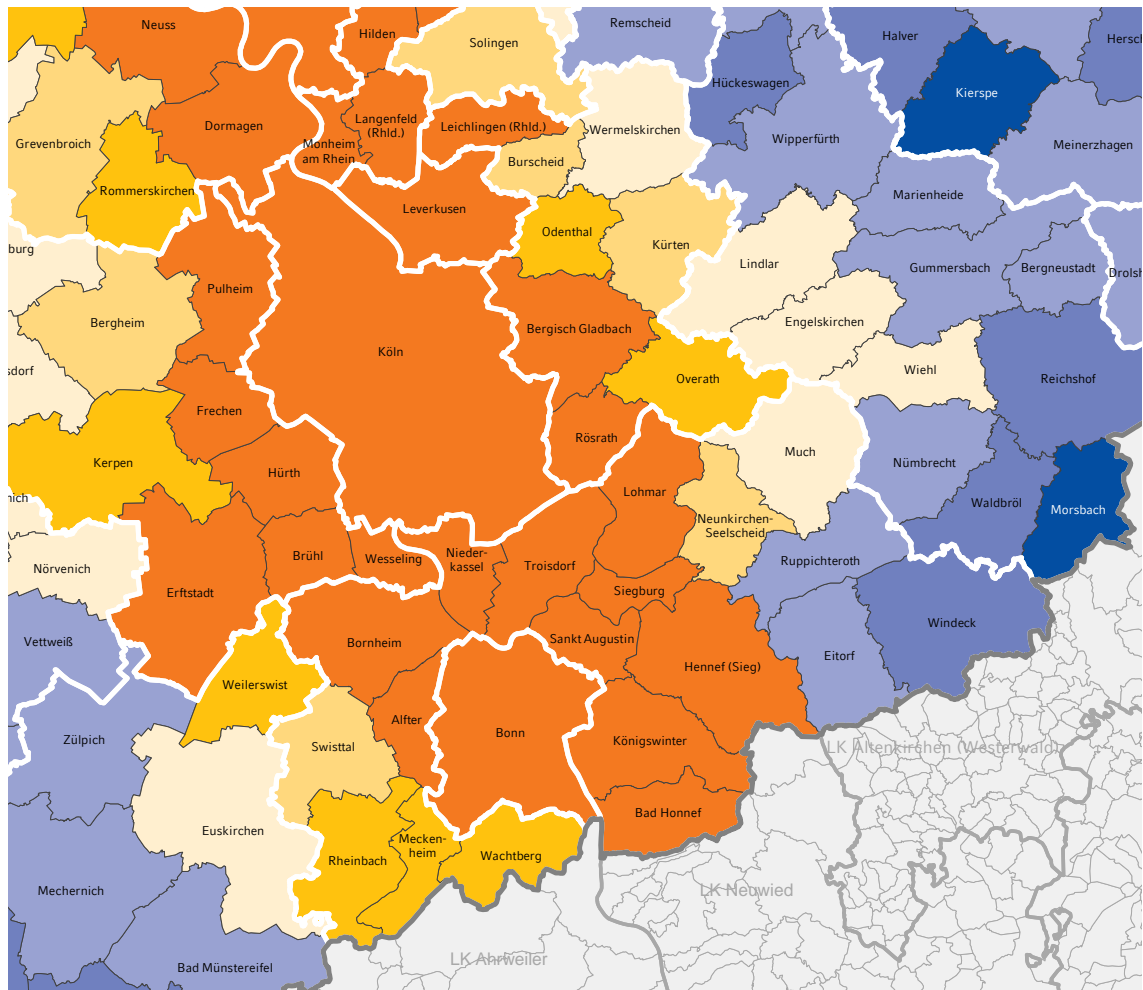 Neuss
Hilden
Solingen
Remscheid
Halver
Hersch
Kierspe
Hückeswagen
Meinerzhagen
Dormagen
Langenfeld
(Rhld.)
Leichlingen (Rhld.)
Wermelskirchen
Wipperfürth
Grevenbroich
Monheim
am Rhein
Burscheid
Rommerskirchen
Leverkusen
Marienheide
Odenthal
Kürten
burg
Lindlar
Gummersbach
Bergneustadt
Drolsh
Pulheim
Bergheim
Bergisch Gladbach
Engelskirchen
Köln
sdorf
Overath
Wiehl
Reichshof
Frechen
Rösrath
Much
Kerpen
Hürth
Nümbrecht
nich
Lohmar
Waldbröl
Morsbach
Neunkirchen-
Seelscheid
Nörvenich
Brühl
Wesseling
Nieder-
kassel
Troisdorf
Ruppichteroth
Erftstadt
Siegburg
Vettweiß
Bornheim
Sankt Augustin
Windeck
Weilerswist
Hennef (Sieg)
Eitorf
Zülpich
Swisttal
Alfter
Bonn
Königswinter
LK Altenkirchen (Westerwald)
Euskirchen
Bad Honnef
Mecken-
heim
Rheinbach
Wachtberg
Mechernich
LK Neuwied
Bad Münstereifel
LK Ahrweiler